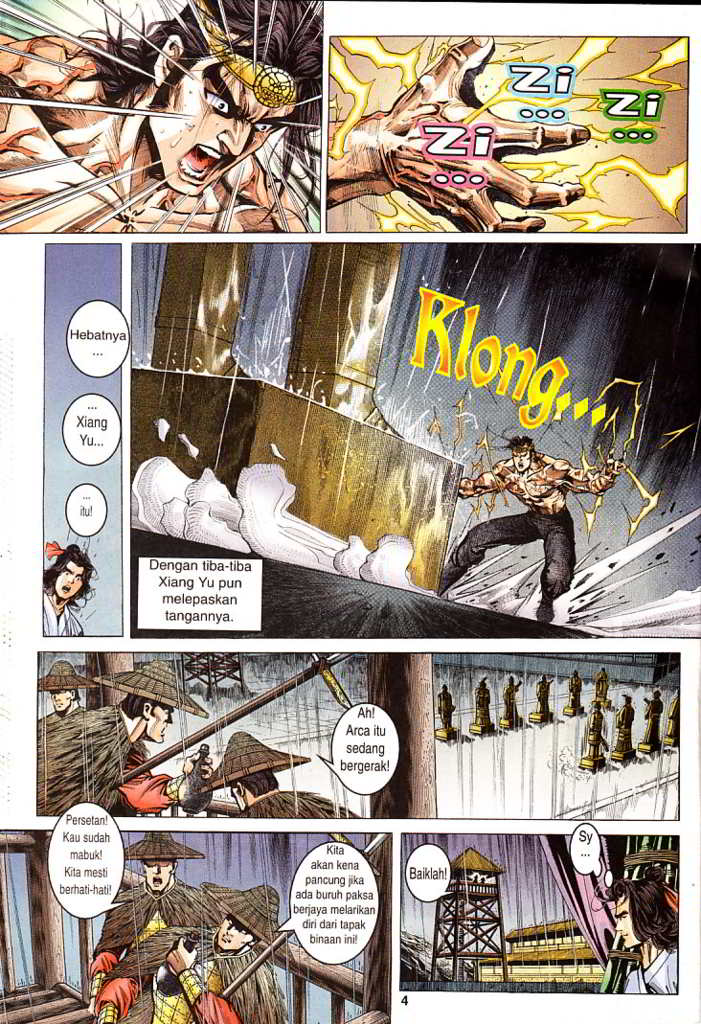 Zi
...
Zi
...
Zi
...
Hebatnya
...
...
Xiang
Yu...
...
itu!
Klong...
Dengan tiba-tiba
Xiang Yu pun
melepaskan
tangannya.
Ah!
Arca itu
sedang
bergerak!
Persetan!
Kau sudah
mabuk!
Kita mesti
berhati-hati!
Kita
akan kena
pancung jika
ada buruh paksa
berjaya melarikan
diri dari tapak
binaan ini!
Baiklah!
Sy
...
4